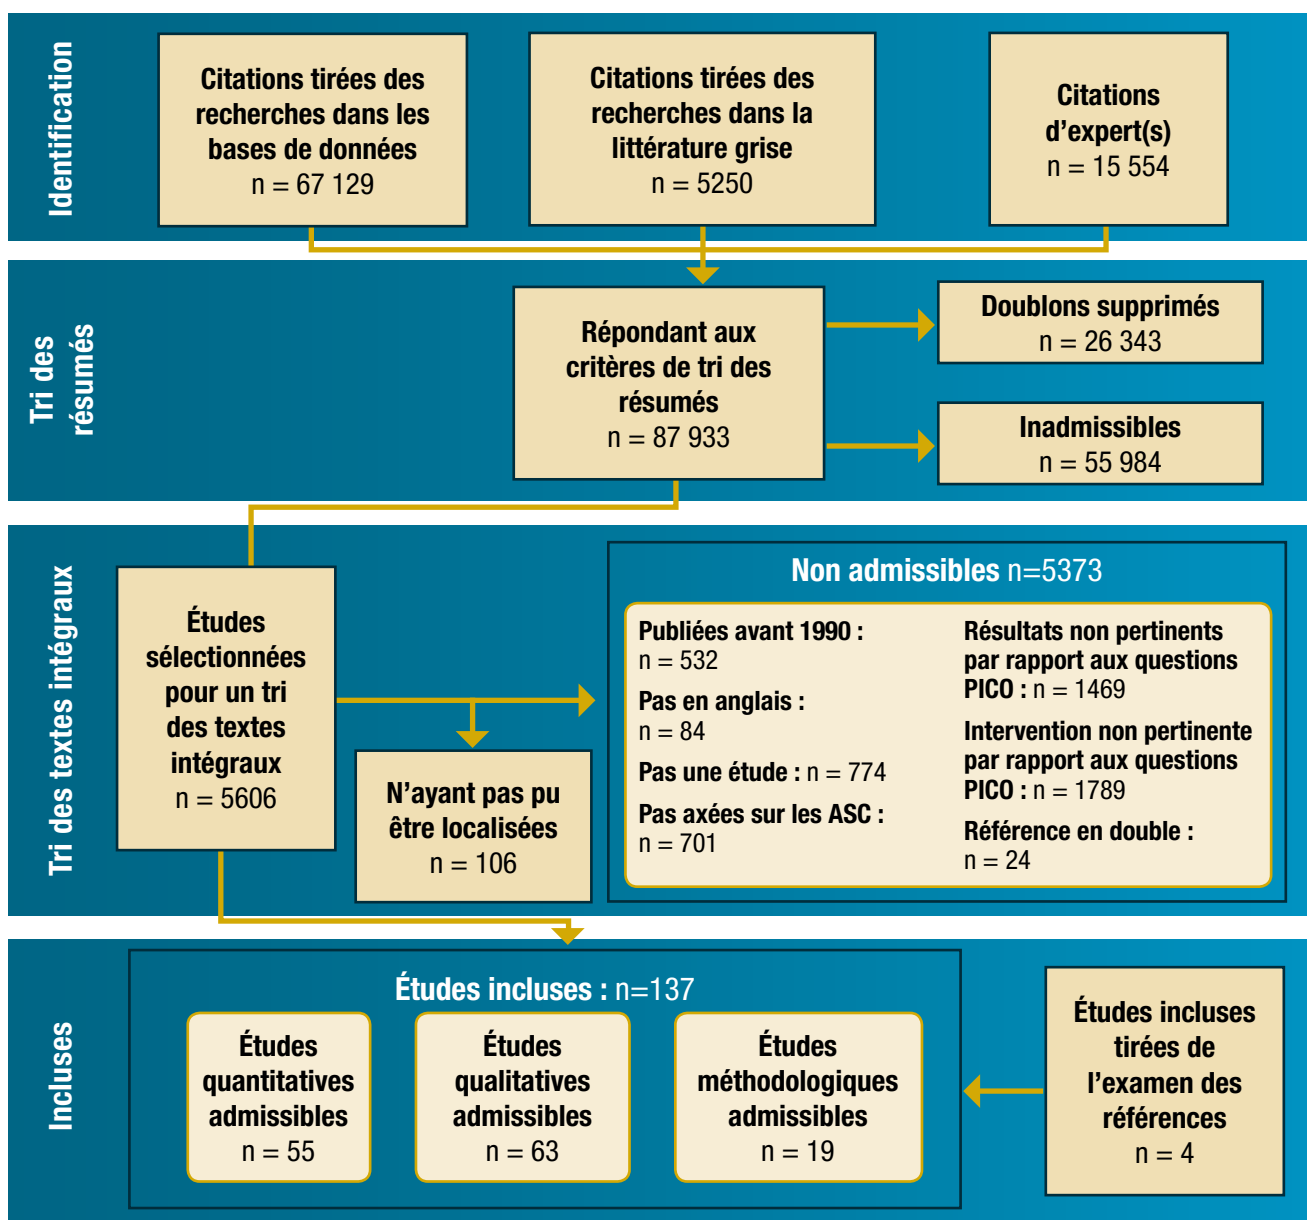 Identification
Citations tirées des
recherches dans les
bases de données
n = 67 129
Citations tirées des
recherches dans la
littérature grise
n = 5250
Citations
d’expert(s)
n = 15 554
Tri des
résumés
Répondant aux
critères de tri des
résumés
n = 87 933
Doublons supprimés
n = 26 343
Inadmissibles
n = 55 984
Tri des textes intégraux
Études
sélectionnées
pour un tri
des textes
intégraux
n = 5606
N’ayant pas pu
être localisées
n = 106
Non admissibles n=5373
Publiées avant 1990 :
n = 532
Pas en anglais :
n = 84
Pas une étude : n = 774
Pas axées sur les ASC :
n = 701
Résultats non pertinents
par rapport aux questions
PICO : n = 1469
Intervention non pertinente
par rapport aux questions
PICO : n = 1789
Référence en double :
n = 24
Incluses
Études incluses : n=137
Études
quantitatives
admissibles
n = 55
Études
qualitatives
admissibles
n = 63
Études
méthodologiques
admissibles
n = 19
Études incluses
tirées de
l’examen des
références
n = 4